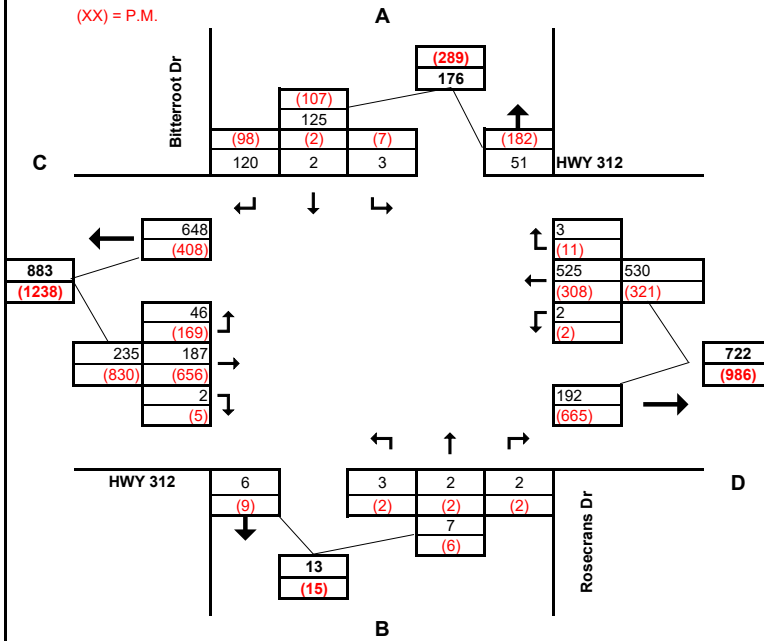 (XX) = P.M.
A
(289)
176
Bitterroot Dr
(107)
125
(98) (2) (7)
120 2 3
(182)
51
HWY 312
C
648
(408)
883
(1238)
3
(11)
525 530
(308) (321)
2
(2)
46
(169)
235 187
(830) (656)
2
(5)
722
(986)
192
(665)
HWY 312
6
(9)
3 2 2
(2) (2) (2)
7
(6)
13
(15)
Rosecrans Dr
D
B